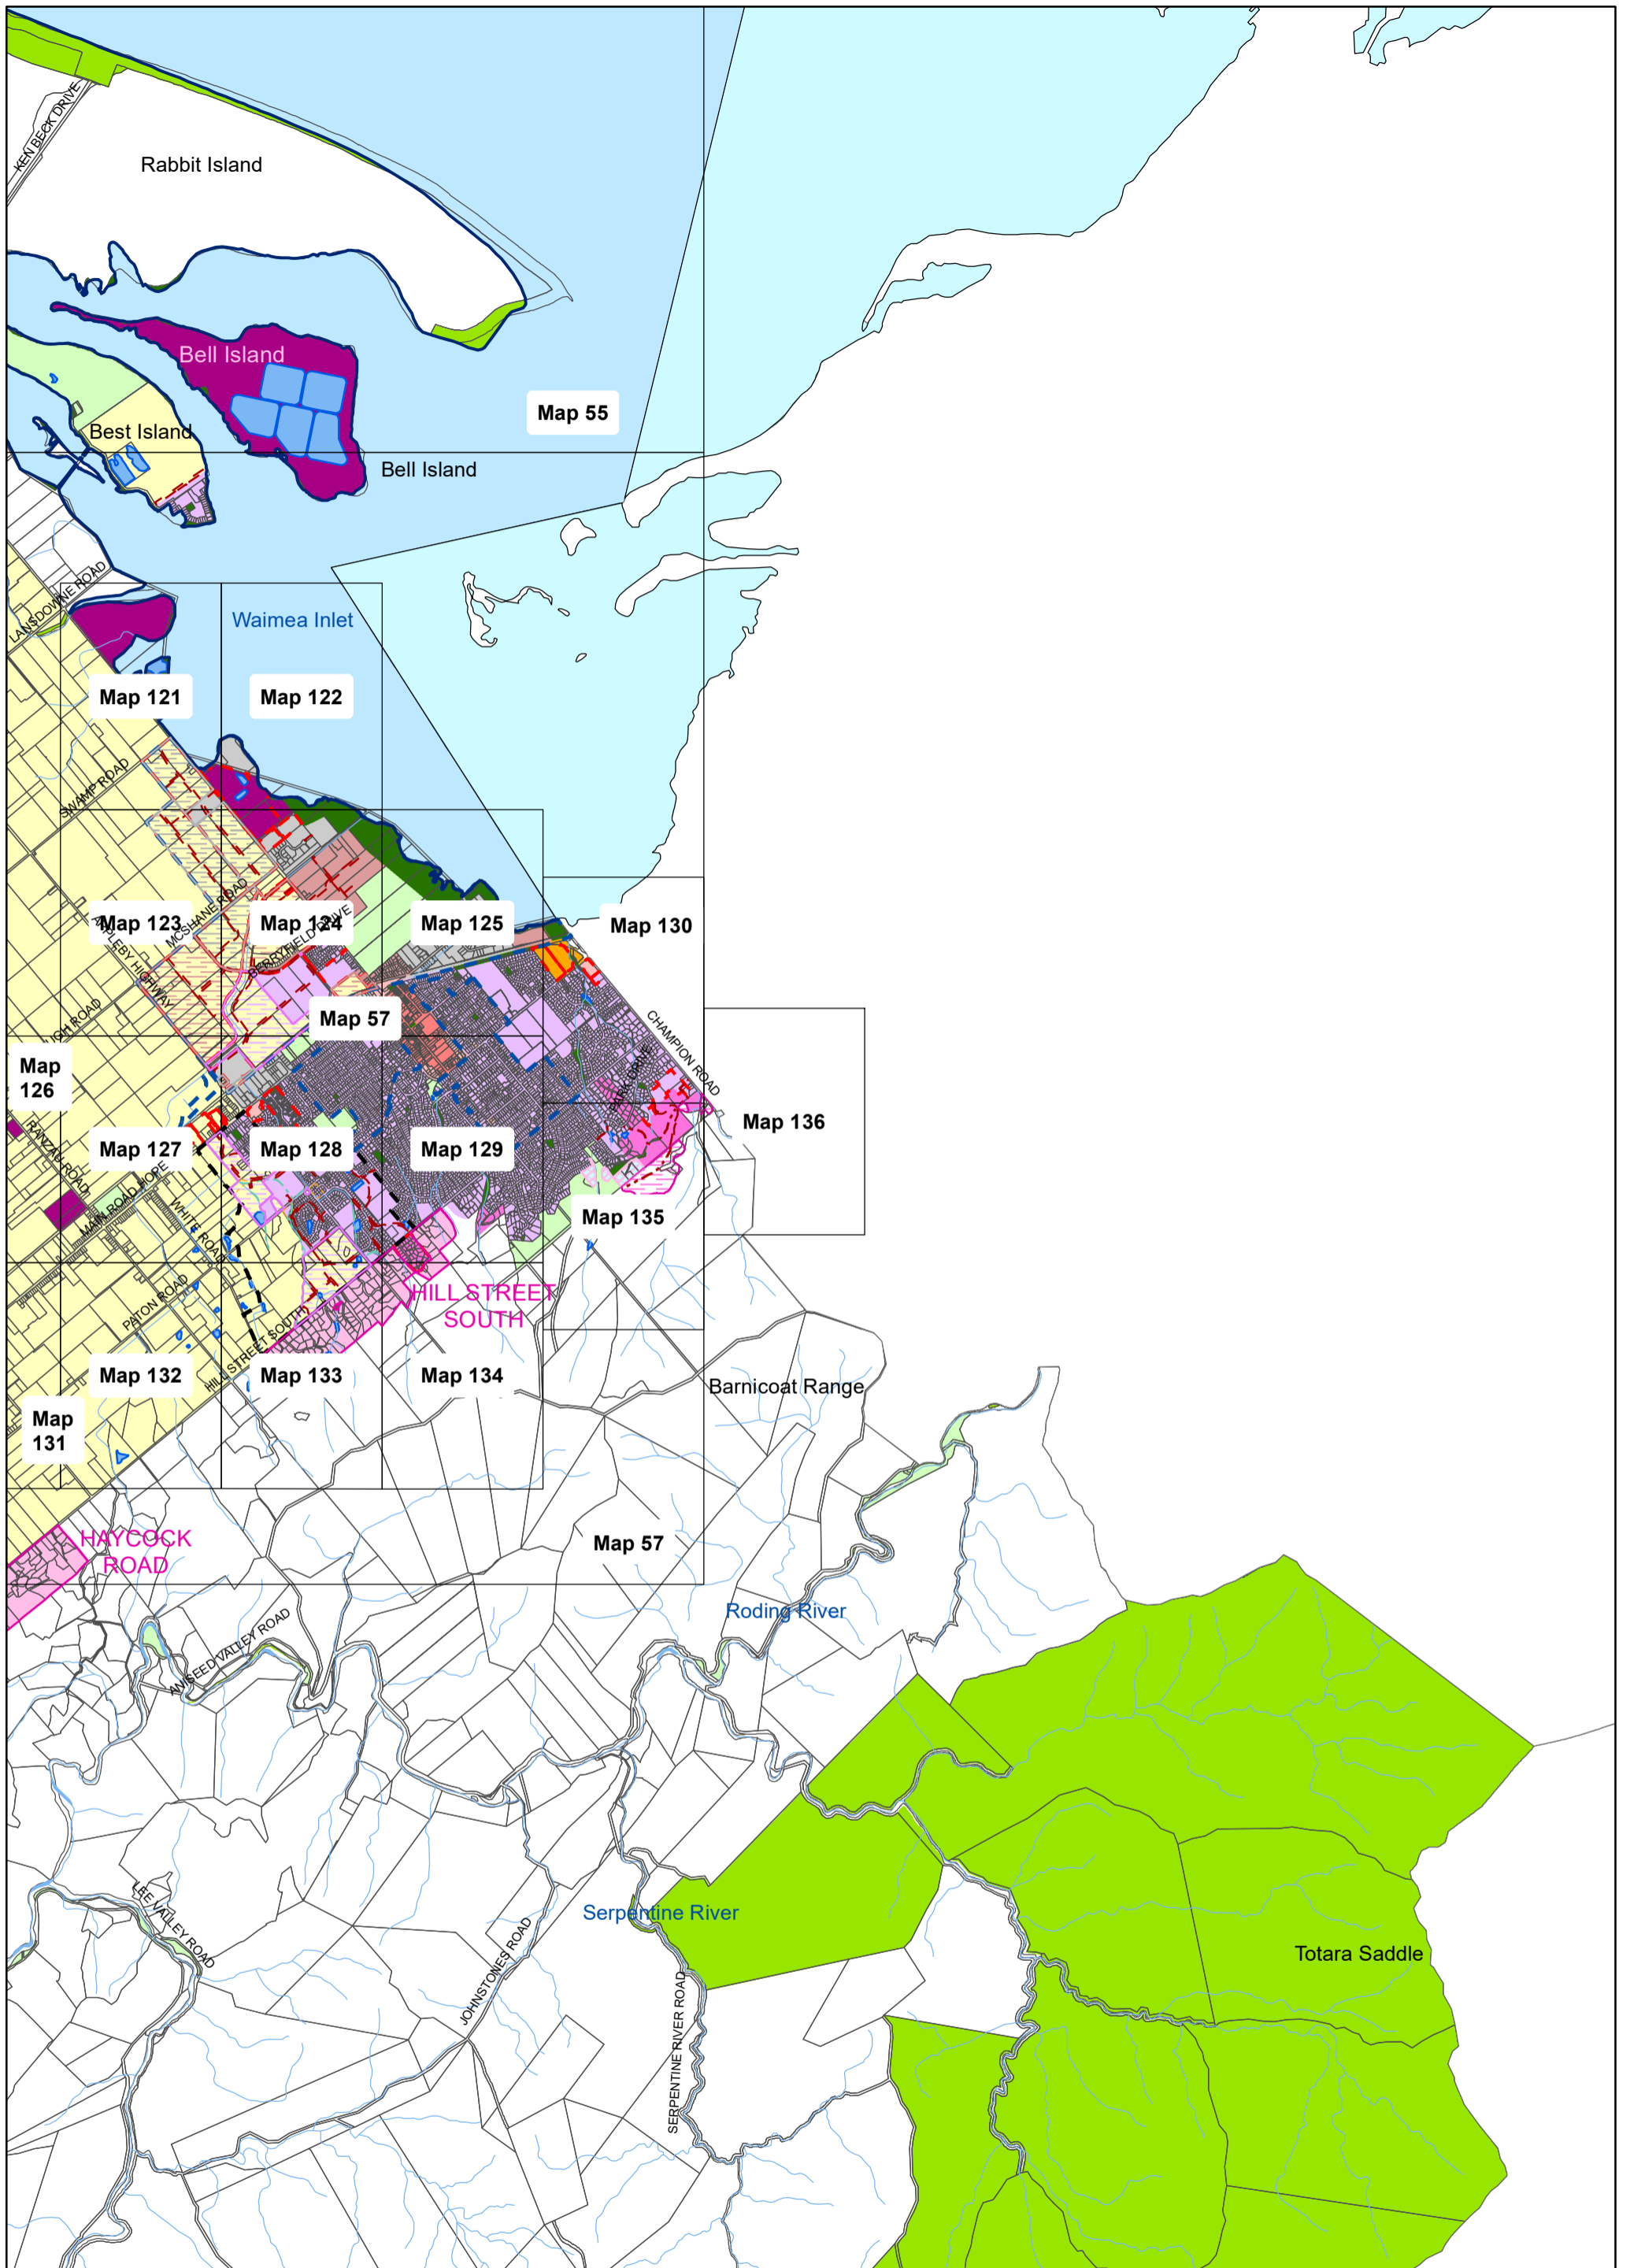 KEN BECK DRIVE
Rabbit Island
Bell Island
Map 55
Best Island
Bell Island
LANSDOWNE ROAD
Waimea Inlet
Map 121
Map 122
SWAMP ROAD
MCSHANE ROAD
Map 123
Map 124
Map 125
Map 130
APPLEBY HIGHWAY
BERRYFIELD DRIVE
Map 57
CHAMPION ROAD
Map
126
PARK DRIVE
Map 136
RANZAU ROAD
Map 127
Map 128
Map 129
MAIN ROAD HOPE
WHITE ROAD
Map 135
PATON ROAD
HILL STREET
SOUTH
HILL STREET SOUTH
Map 132
Map 133
Map 134
Barnicoat Range
Map
131
HAYCOCK
ROAD
Map 57
Roding River
ANISEED VALLEY ROAD
LEE VALLEY ROAD
Serpentine River
JOHNSTONES ROAD
Totara Saddle
SERPENTINE RIVER ROAD